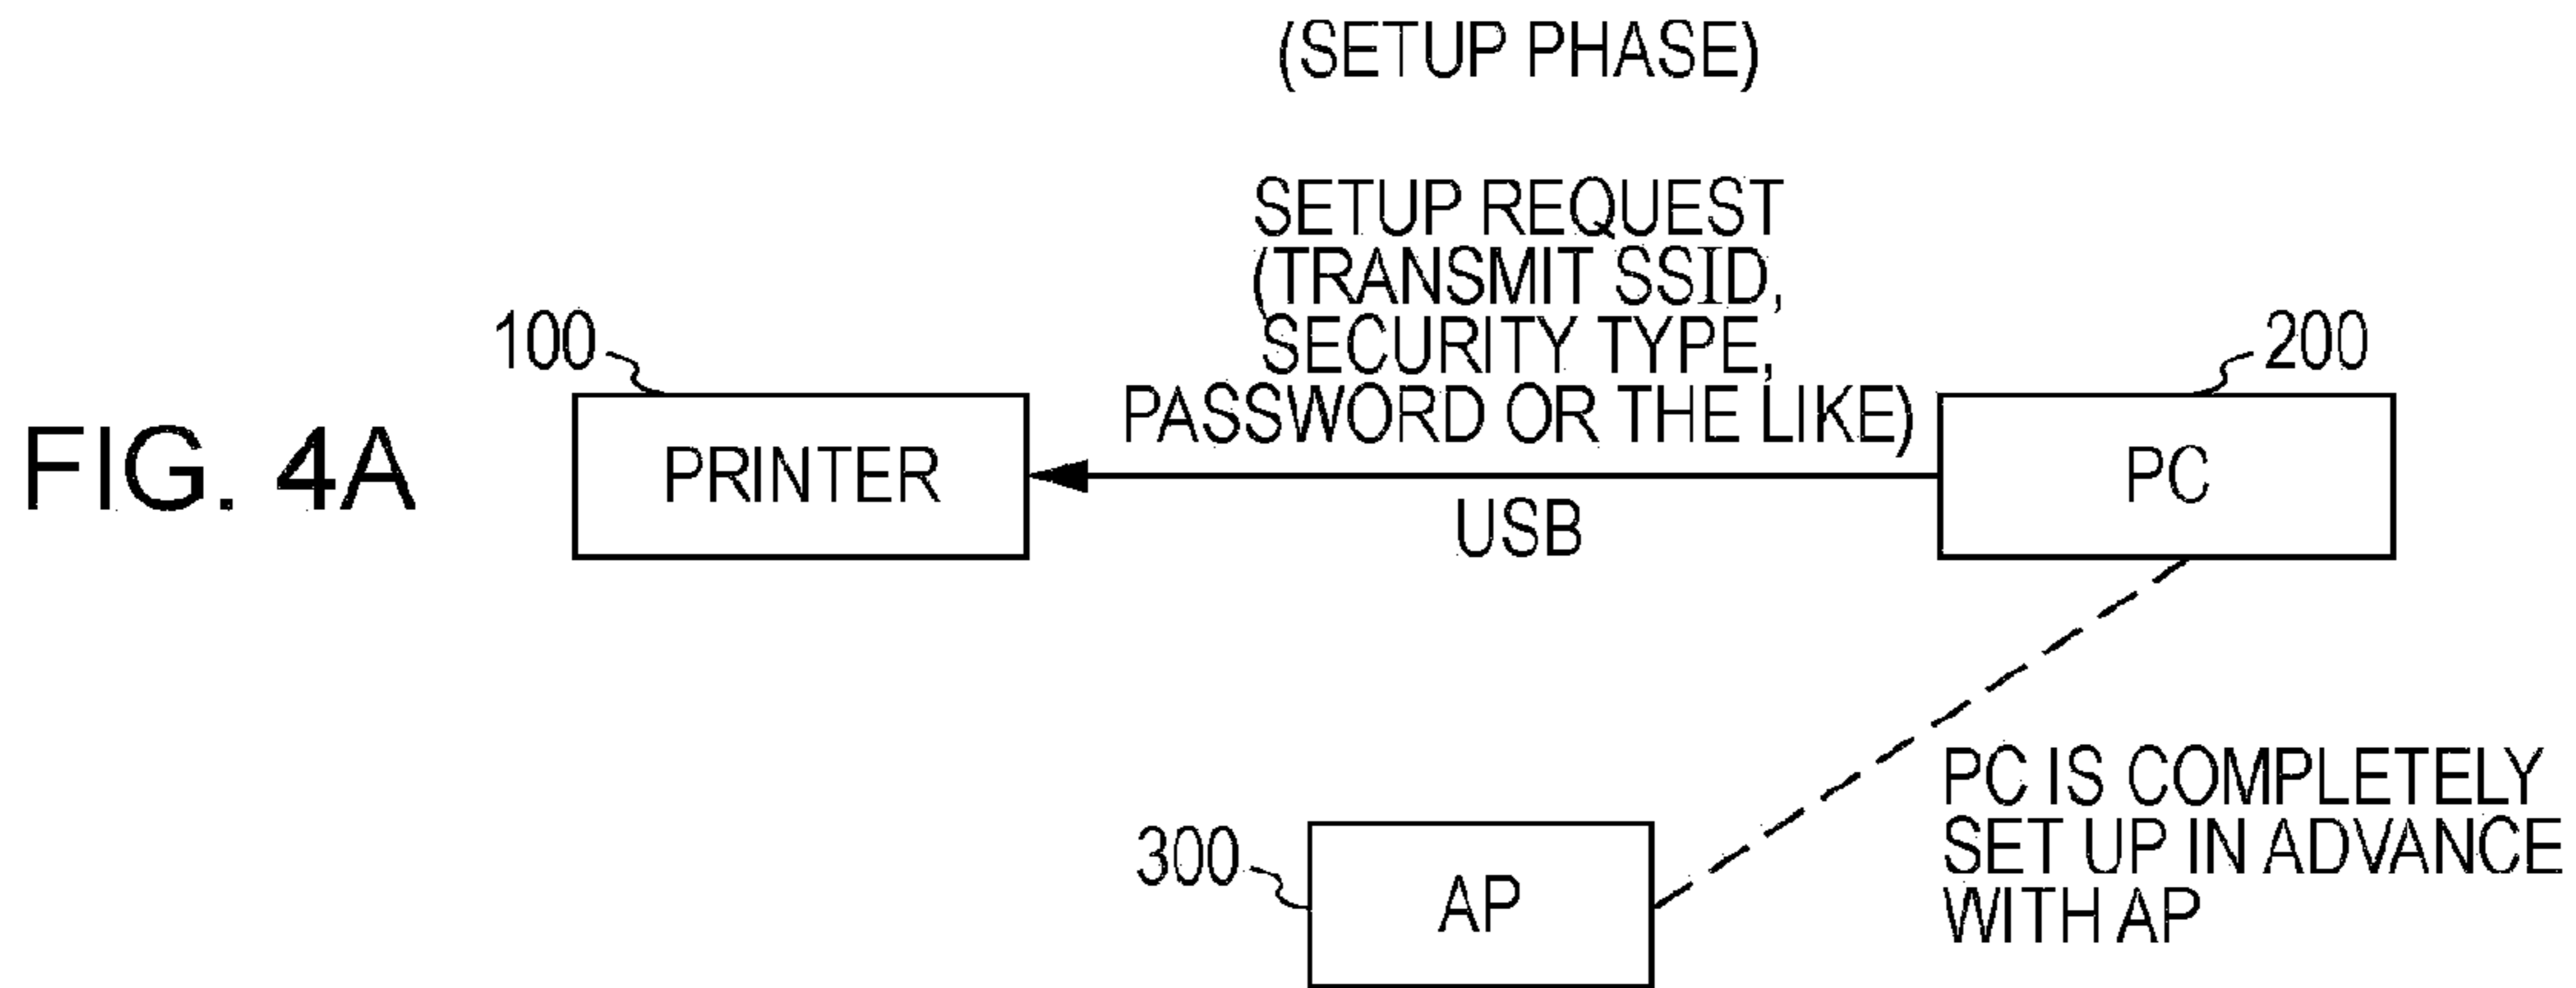 (SETUP PHASE)
SETUP REQUEST
(TRANSMIT SSID,
SECURITY TYPE,
PASSWORD OR THE LIKE)
100
200
FIG. 4A
PRINTER
PC
USB
PC IS COMPLETELY
SET UP IN ADVANCE
WITH AP
300
AP